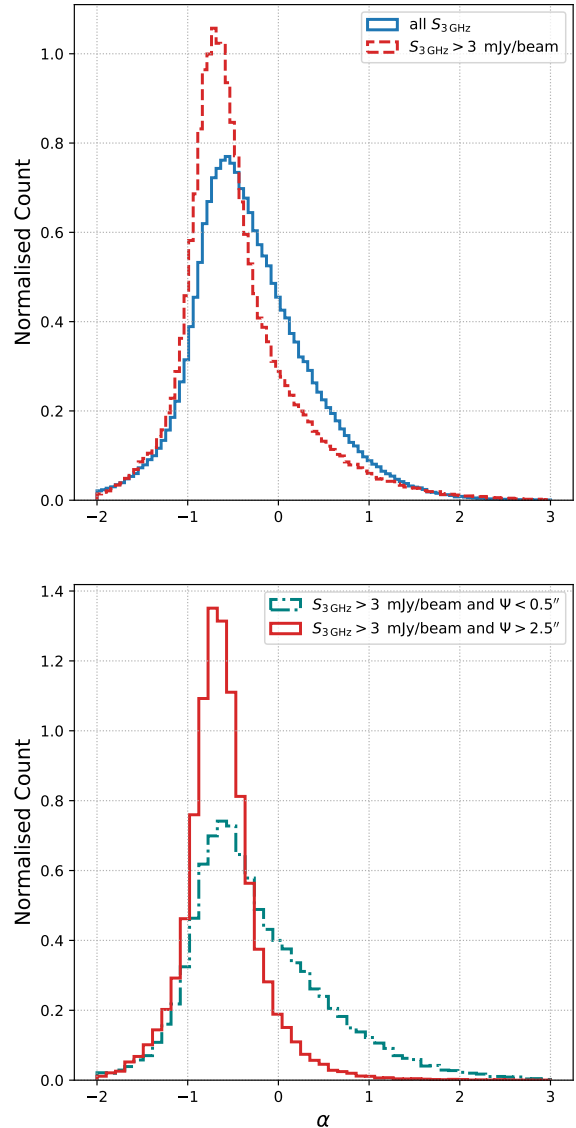 all S₃ GHz
S₃ GHz > 3 mJy/beam
Normalised Count
1.0
0.8
0.6
0.4
0.2
0.0
−2 −1 0 1 2 3
S₃ GHz > 3 mJy/beam and Ψ < 0.5″
S₃ GHz > 3 mJy/beam and Ψ > 2.5″
Normalised Count
1.4
1.2
1.0
0.8
0.6
0.4
0.2
0.0
−2 −1 0 1 2 3
α